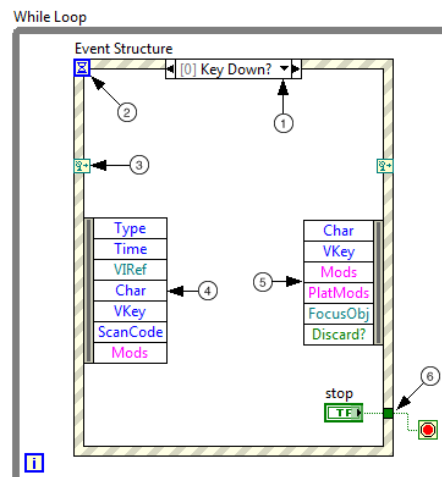 While Loop
Event Structure
[0] Key Down?
1
2
3
Type
Time
VIRef
Char
VKey
ScanCode
Mods
4
5
Char
VKey
Mods
PlatMods
FocusObj
Discard?
6
stop
TF
i